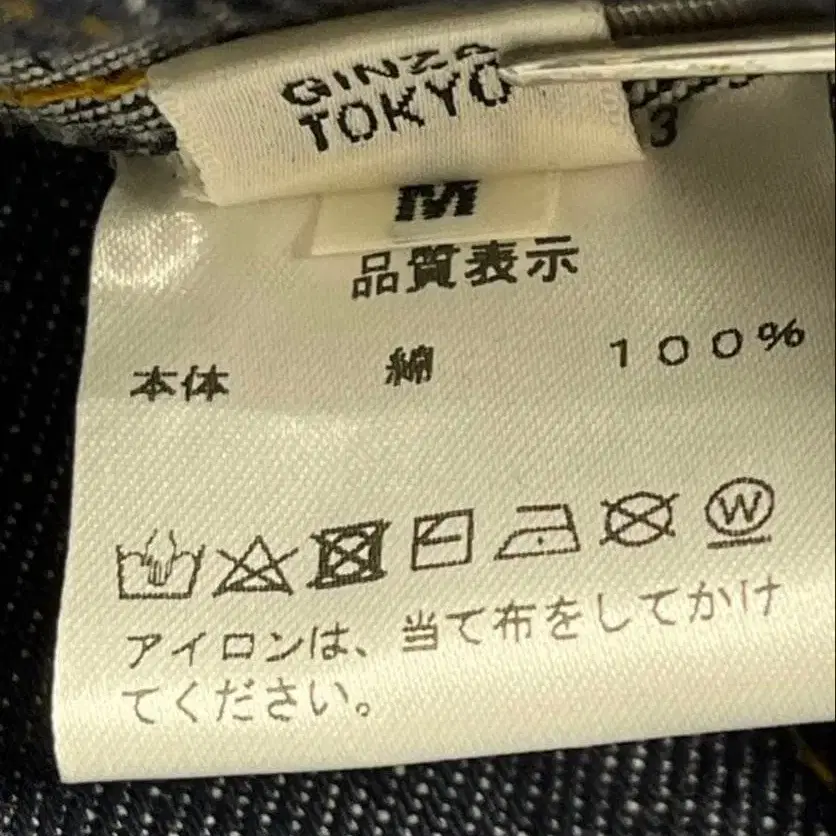 GINZA
TOKYO
3
M
品質表示
本体 綿 100%
W
アイロンは、当て布をしてかけ
てください。